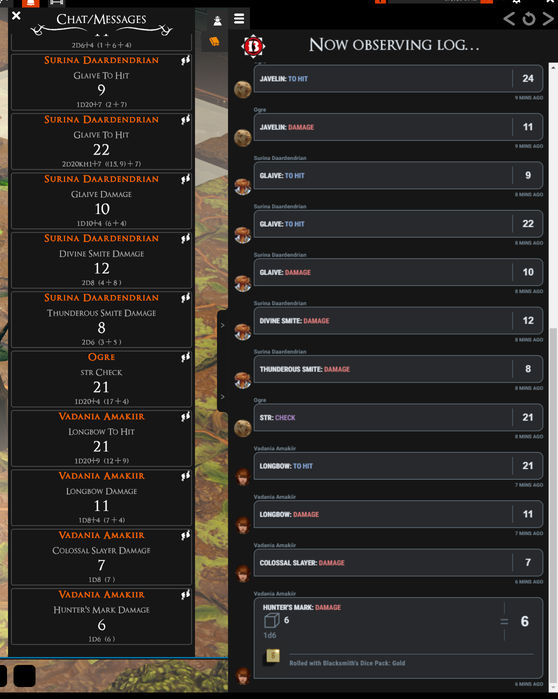 Chat/Messages
2D6+4 (1+6+4)
Surina Daardendrian
Glaive To Hit
9
1D20+7 (2+7)
Surina Daardendrian
Glaive To Hit
22
2D20KH1+7 ((15,9)+7)
Surina Daardendrian
Glaive Damage
10
1D10+4 (6+4)
Surina Daardendrian
Divine Smite Damage
12
2D8 (4+8)
Surina Daardendrian
Thunderous Smite Damage
8
2D6 (3+5)
Ogre
STR Check
21
1D20+4 (17+4)
Vadania Amakiir
Longbow To Hit
21
1D20+9 (12+9)
Vadania Amakiir
Longbow Damage
11
1D8+4 (7+4)
Vadania Amakiir
Colossal Slayer Damage
7
1D8 (7)
Vadania Amakiir
Hunter's Mark Damage
6
1D6 (6)
Now observing log...
JAVELIN: TO HIT
24
9 MINS AGO
Ogre
JAVELIN: DAMAGE
11
9 MINS AGO
Surina Daardendrian
GLAIVE: TO HIT
9
8 MINS AGO
Surina Daardendrian
GLAIVE: TO HIT
22
8 MINS AGO
Surina Daardendrian
GLAIVE: DAMAGE
10
8 MINS AGO
Surina Daardendrian
DIVINE SMITE: DAMAGE
12
8 MINS AGO
Surina Daardendrian
THUNDEROUS SMITE: DAMAGE
8
8 MINS AGO
Ogre
STR: CHECK
21
8 MINS AGO
Vadania Amakiir
LONGBOW: TO HIT
21
7 MINS AGO
Vadania Amakiir
LONGBOW: DAMAGE
11
7 MINS AGO
Vadania Amakiir
COLOSSAL SLAYER: DAMAGE
7
6 MINS AGO
Vadania Amakiir
HUNTER'S MARK: DAMAGE
6
= 6
1d6
Rolled with Blacksmith's Dice Pack: Gold
6 MINS AGO